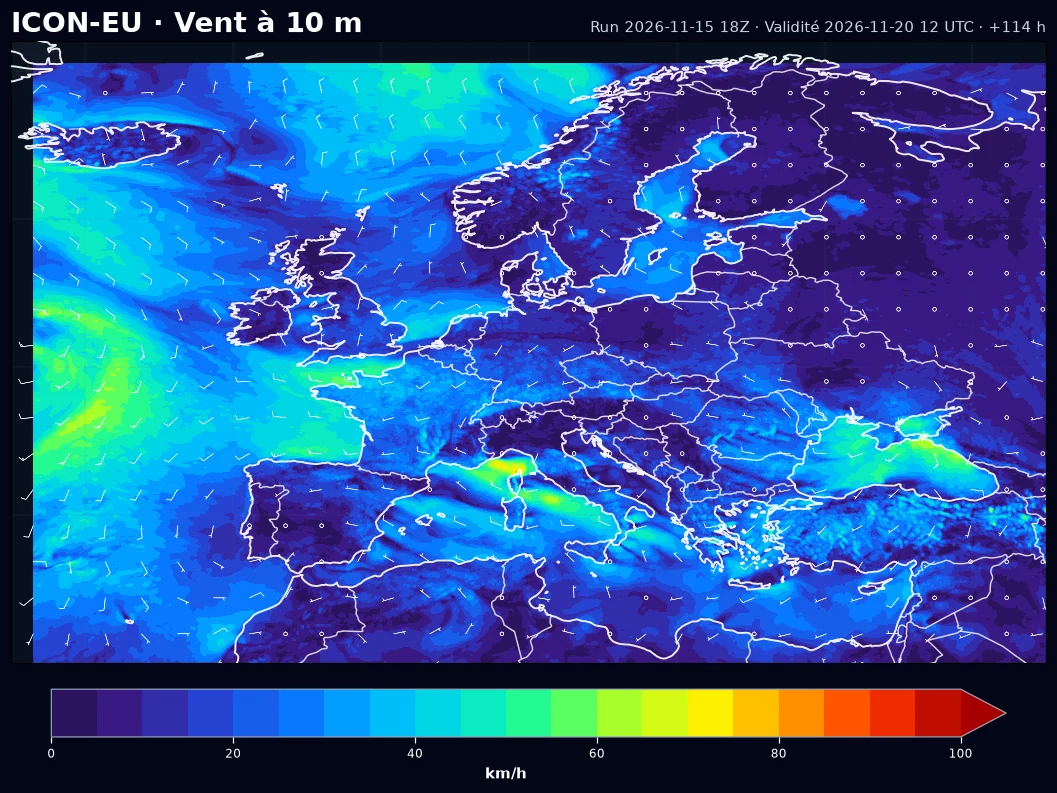 ICON-EU · Vent à 10 m
Run 2026-11-15 18Z · Validité 2026-11-20 12 UTC · +114 h
0 20 40 60 80 100
km/h